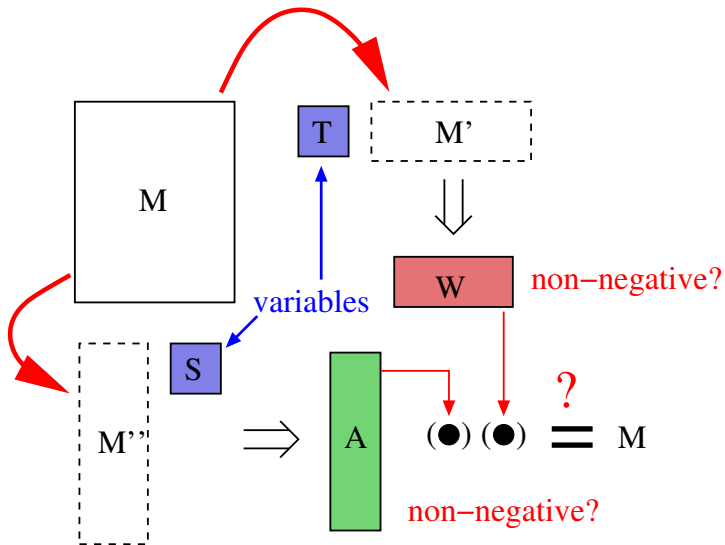 T
M'
M
W
non−negative?
variables
S
?
M''
A
(●) (●) = M
non−negative?